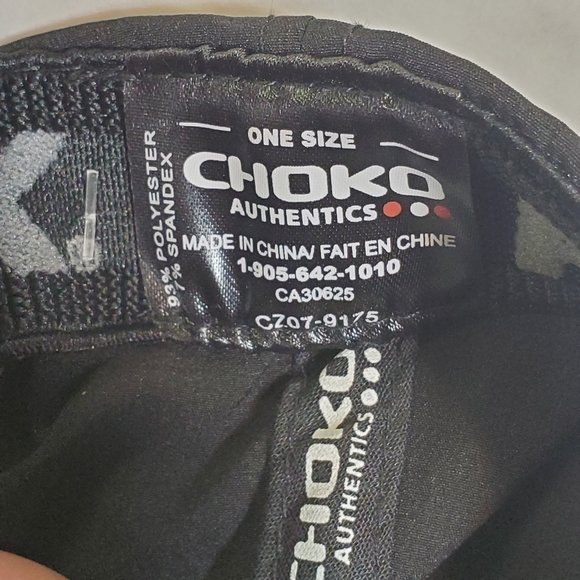 ONE SIZE
CHOKO
AUTHENTICS
MADE IN CHINA/ FAIT EN CHINE
1-905-642-1010
CA30625
CZ07-9175
93% POLYESTER
7% SPANDEX
CHOKO
AUTHENTICS